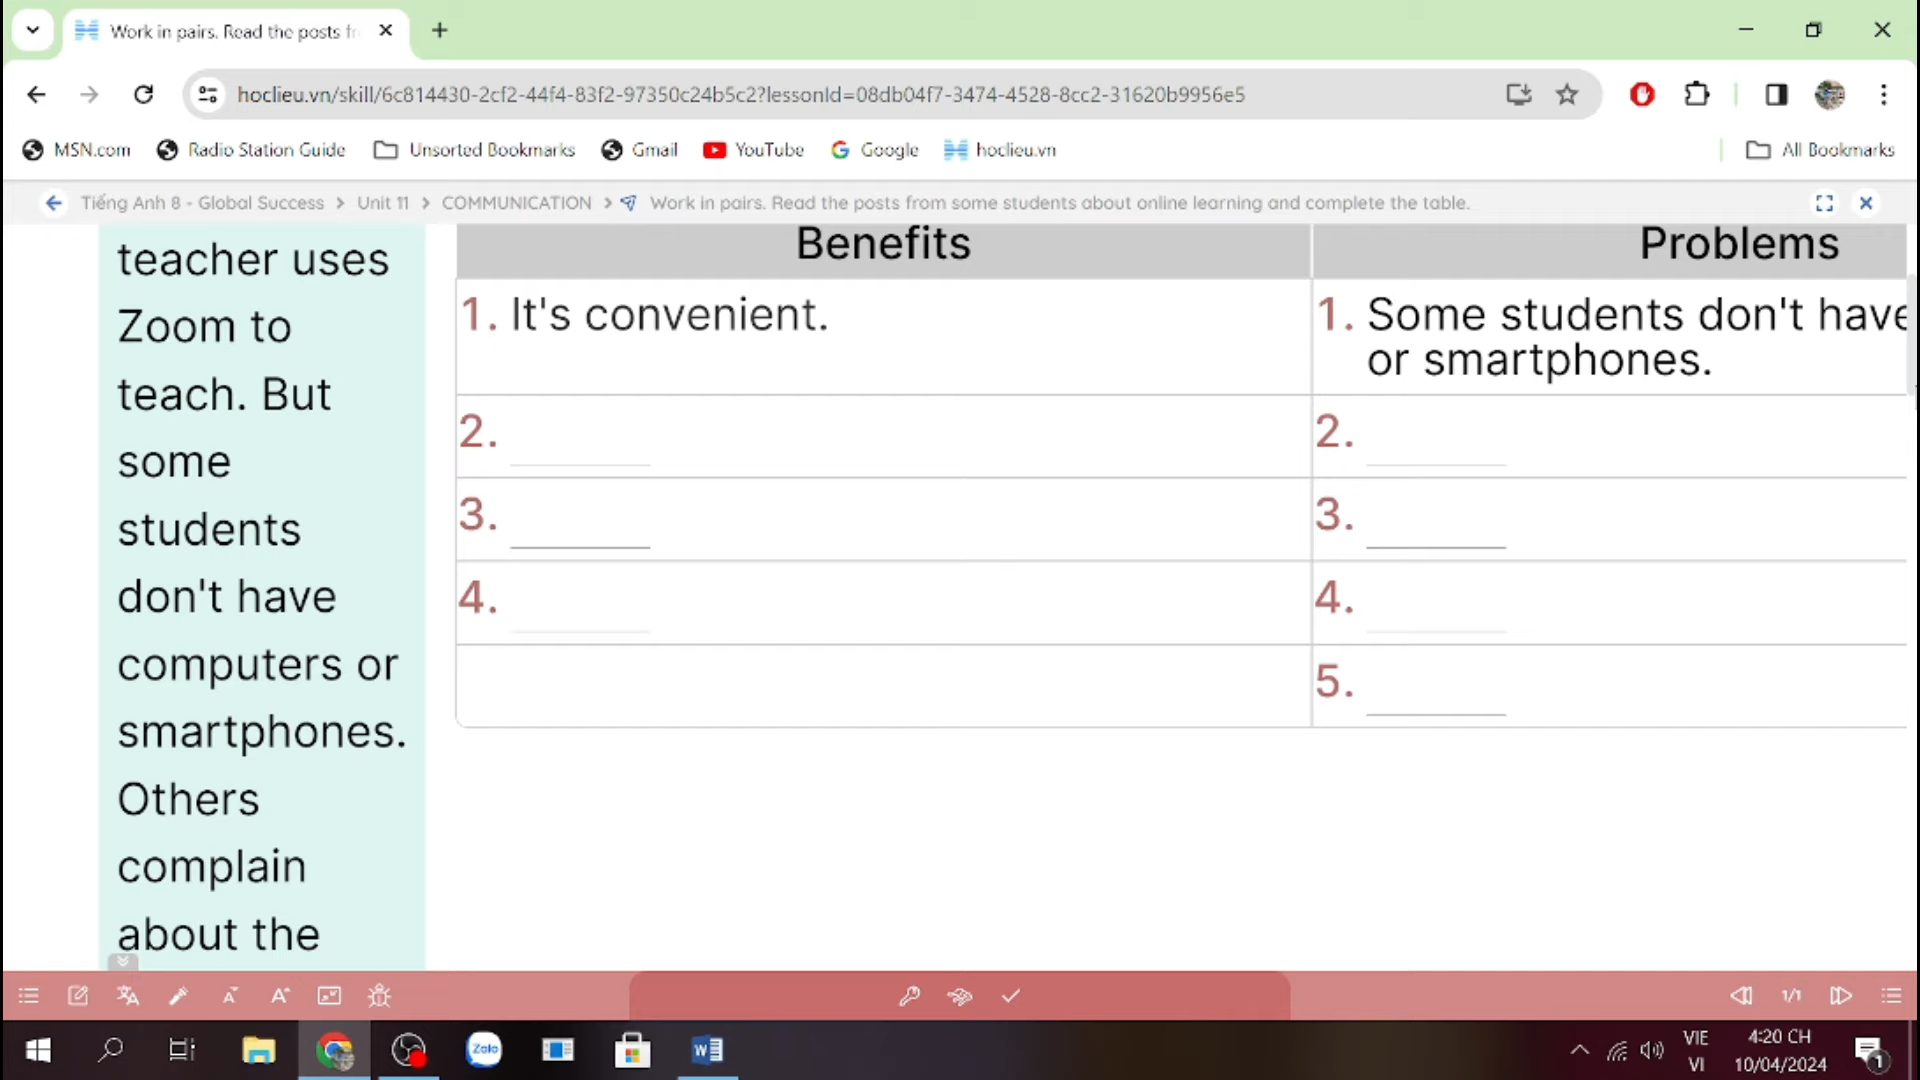 Work in pairs. Read the posts fr
hoclieu.vn/skill/6c814430-2cf2-44f4-83f2-97350c24b5c2?lessonId=08db04f7-3474-4528-8cc2-31620b9956e5
MSN.com Radio Station Guide Unsorted Bookmarks Gmail YouTube Google hoclieu.vn All Bookmarks
Tiếng Anh 8 - Global Success > Unit 11 > COMMUNICATION > Work in pairs. Read the posts from some students about online learning and complete the table.
teacher uses
Zoom to
teach. But
some
students
don't have
computers or
smartphones.
Others
complain
about the
Benefits
Problems
1. It's convenient.
1. Some students don't have
or smartphones.
2.
2.
3.
3.
4.
4.
5.
1/1
Zalo
VIE
VI
4:20 CH
10/04/2024
1